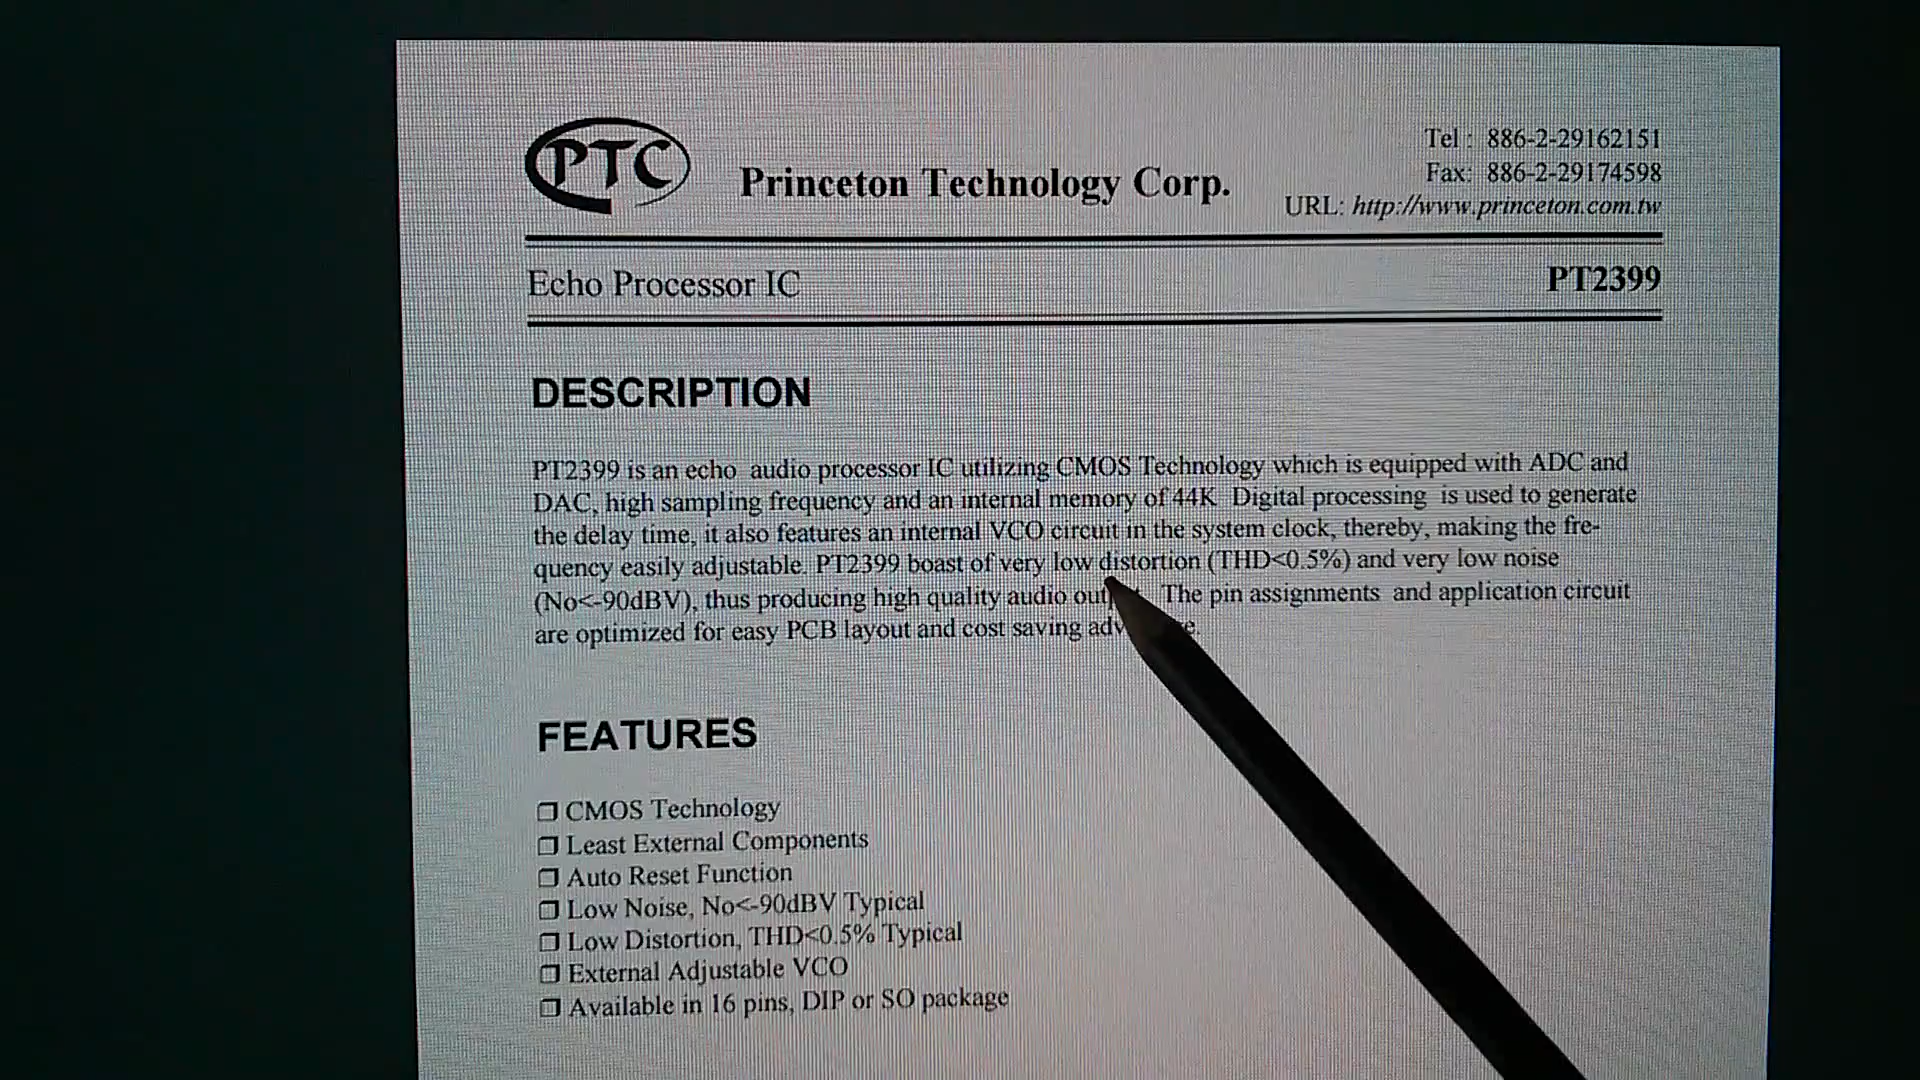 PTC
Princeton Technology Corp.
Tel : 886-2-29162151
Fax: 886-2-29174598
URL: http://www.princeton.com.tw
Echo Processor IC
PT2399
DESCRIPTION
PT2399 is an echo audio processor IC utilizing CMOS Technology which is equipped with ADC and
DAC, high sampling frequency and an internal memory of 44K Digital processing is used to generate
the delay time, it also features an internal VCO circuit in the system clock, thereby, making the fre-
quency easily adjustable. PT2399 boast of very low distortion (THD<0.5%) and very low noise
(No<-90dBV), thus producing high quality audio The pin assignments and application circuit
are optimized for easy PCB layout and cost saving
FEATURES
❐ CMOS Technology
❐ Least External Components
❐ Auto Reset Function
❐ Low Noise, No<-90dBV Typical
❐ Low Distortion, THD<0.5% Typical
❐ External Adjustable VCO
❐ Available in 16 pins, DIP or SO package